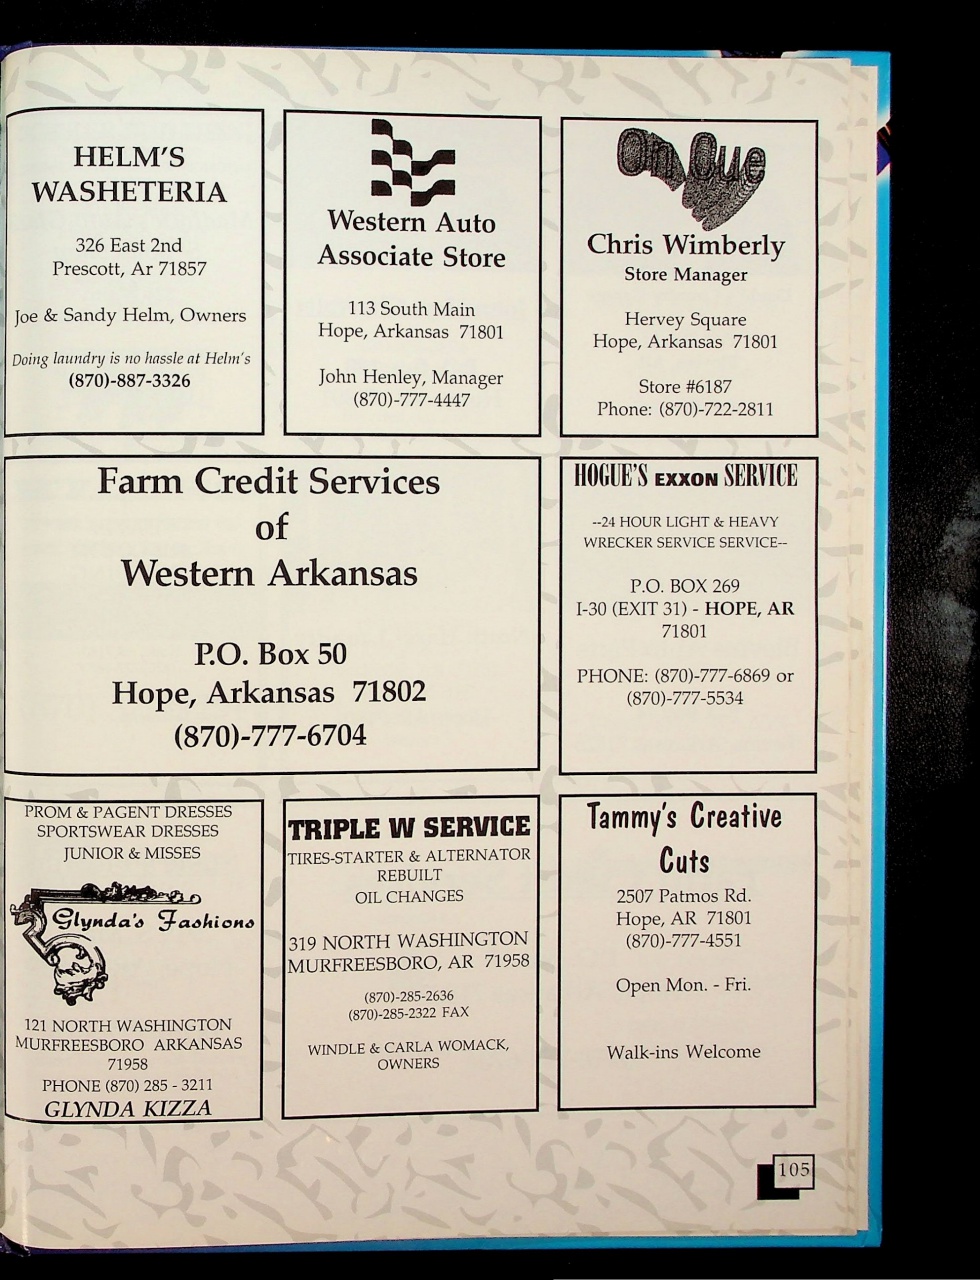 HELM'S
WASHETERIA
326 East 2nd
Prescott, Ar 71857
Joe & Sandy Helm, Owners
Doing laundry is no hassle at Helm's
(870)-887-3326
Western Auto
Associate Store
113 South Main
Hope, Arkansas 71801
John Henley, Manager
(870)-777-4447
On Cue
Chris Wimberly
Store Manager
Hervey Square
Hope, Arkansas 71801
Store #6187
Phone: (870)-722-2811
Farm Credit Services
of
Western Arkansas
P.O. Box 50
Hope, Arkansas 71802
(870)-777-6704
HOGUE'S EXXON SERVICE
--24 HOUR LIGHT & HEAVY
WRECKER SERVICE SERVICE--
P.O. BOX 269
I-30 (EXIT 31) - HOPE, AR
71801
PHONE: (870)-777-6869 or
(870)-777-5534
PROM & PAGENT DRESSES
SPORTSWEAR DRESSES
JUNIOR & MISSES
Glynda's Fashions
121 NORTH WASHINGTON
MURFREESBORO ARKANSAS
71958
PHONE (870) 285 - 3211
GLYNDA KIZZA
TRIPLE W SERVICE
TIRES-STARTER & ALTERNATOR
REBUILT
OIL CHANGES
319 NORTH WASHINGTON
MURFREESBORO, AR 71958
(870)-285-2636
(870)-285-2322 FAX
WINDLE & CARLA WOMACK,
OWNERS
Tammy's Creative
Cuts
2507 Patmos Rd.
Hope, AR 71801
(870)-777-4551
Open Mon. - Fri.
Walk-ins Welcome
105